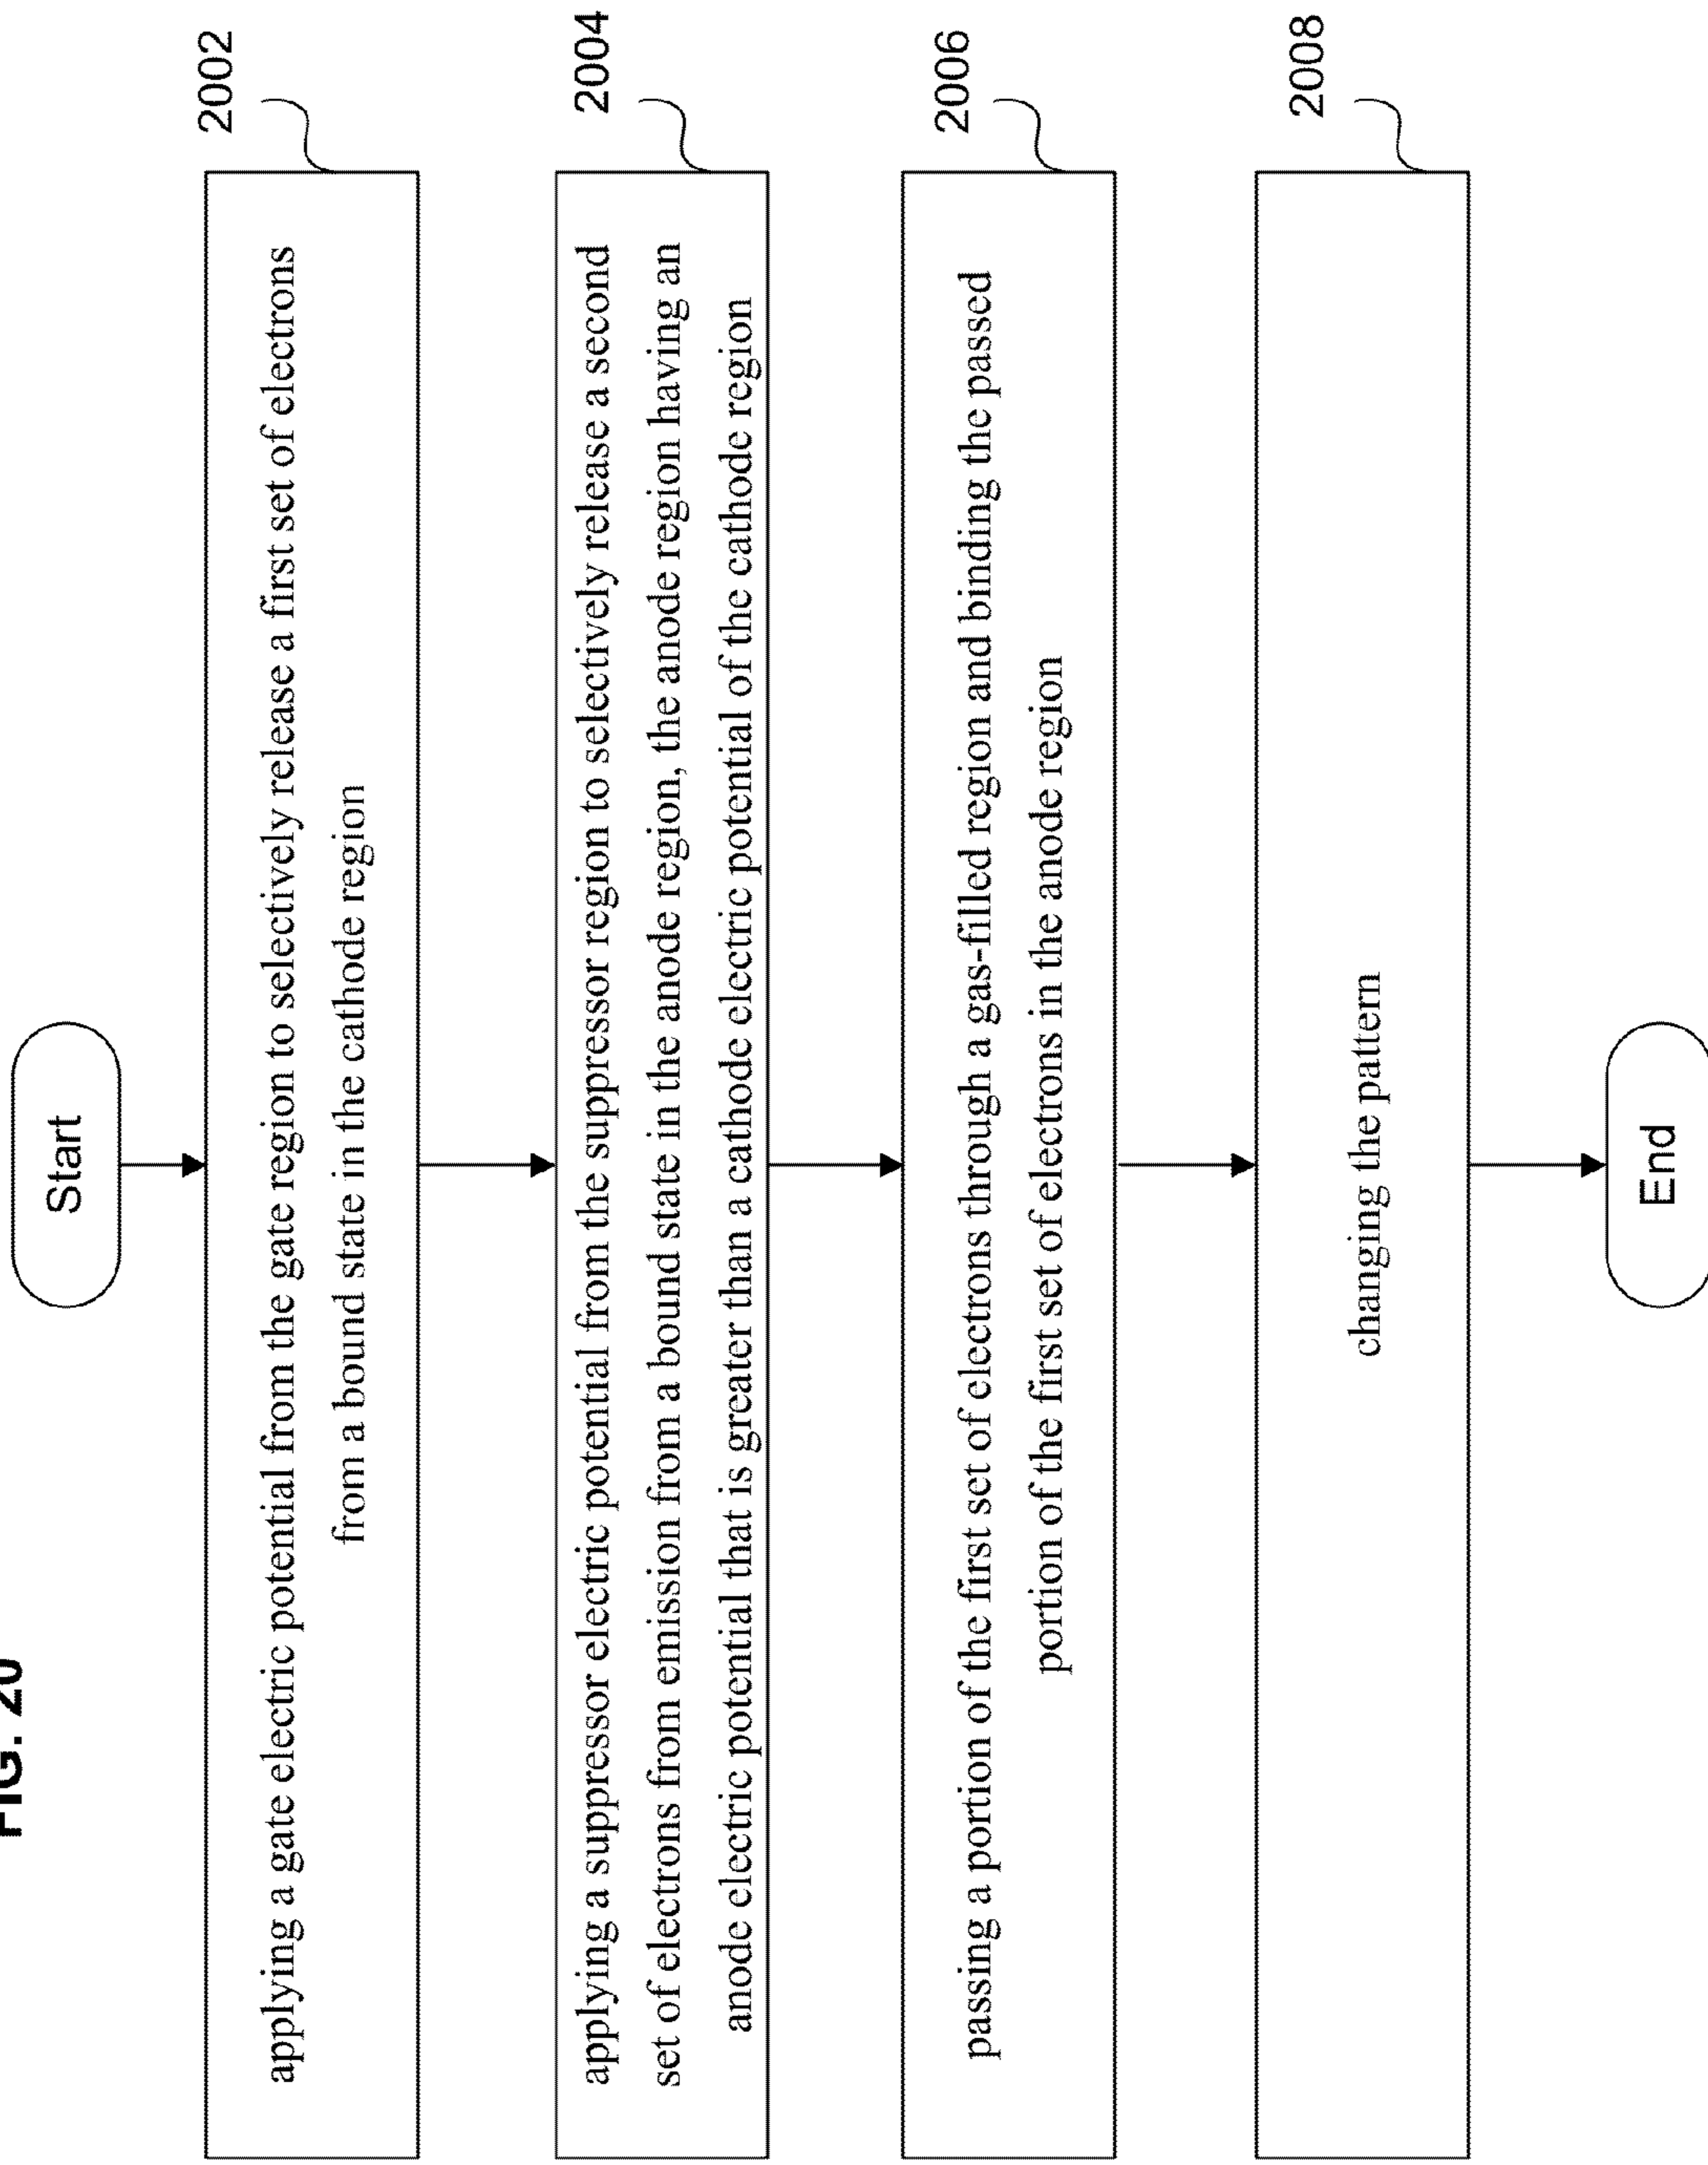 FIG. 20
Start
2002
applying a gate electric potential from the gate region to selectively release a first set of electrons
from a bound state in the cathode region
2004
applying a suppressor electric potential from the suppressor region to selectively release a second
set of electrons from emission from a bound state in the anode region, the anode region having an
anode electric potential that is greater than a cathode electric potential of the cathode region
2006
passing a portion of the first set of electrons through a gas-filled region and binding the passed
portion of the first set of electrons in the anode region
2008
changing the pattern
End